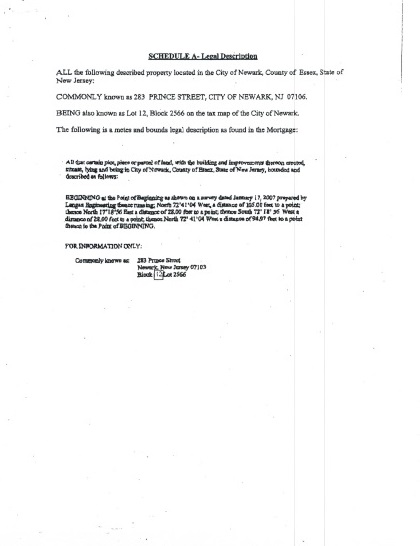 SCHEDULE A- Legal Description
ALL the following described property located in the City of Newark, County of Essex, State of
New Jersey:
COMMONLY known as 283 PRINCE STREET, CITY OF NEWARK, NJ 07106.
BEING also known as Lot 12, Block 2566 on the tax map of the City of Newark.
The following is a metes and bounds legal description as found in the Mortgage:
All that certain plot, piece or parcel of land, with the building and improvements thereon erected,
situate, lying and being in City of Newark, County of Essex, State of New Jersey, bounded and
described as follows:
BEGINNING at the Point of Beginning as shown on a survey dated January 17, 2007 prepared by
Langan Engineering thence running; North 72°41'04 West, a distance of 105.01 feet to a point;
thence North 17°18'56 East a distance of 28.00 feet to a point; thence South 72° 18' 56 West a
distance of 28.00 feet to a point; thence North 72° 41'04 West a distance of 94.97 feet to a point
thence to the Point of BEGINNING.
FOR INFORMATION ONLY:
Commonly known as: 283 Prince Street
Newark, New Jersey 07103
Block Lot 2566